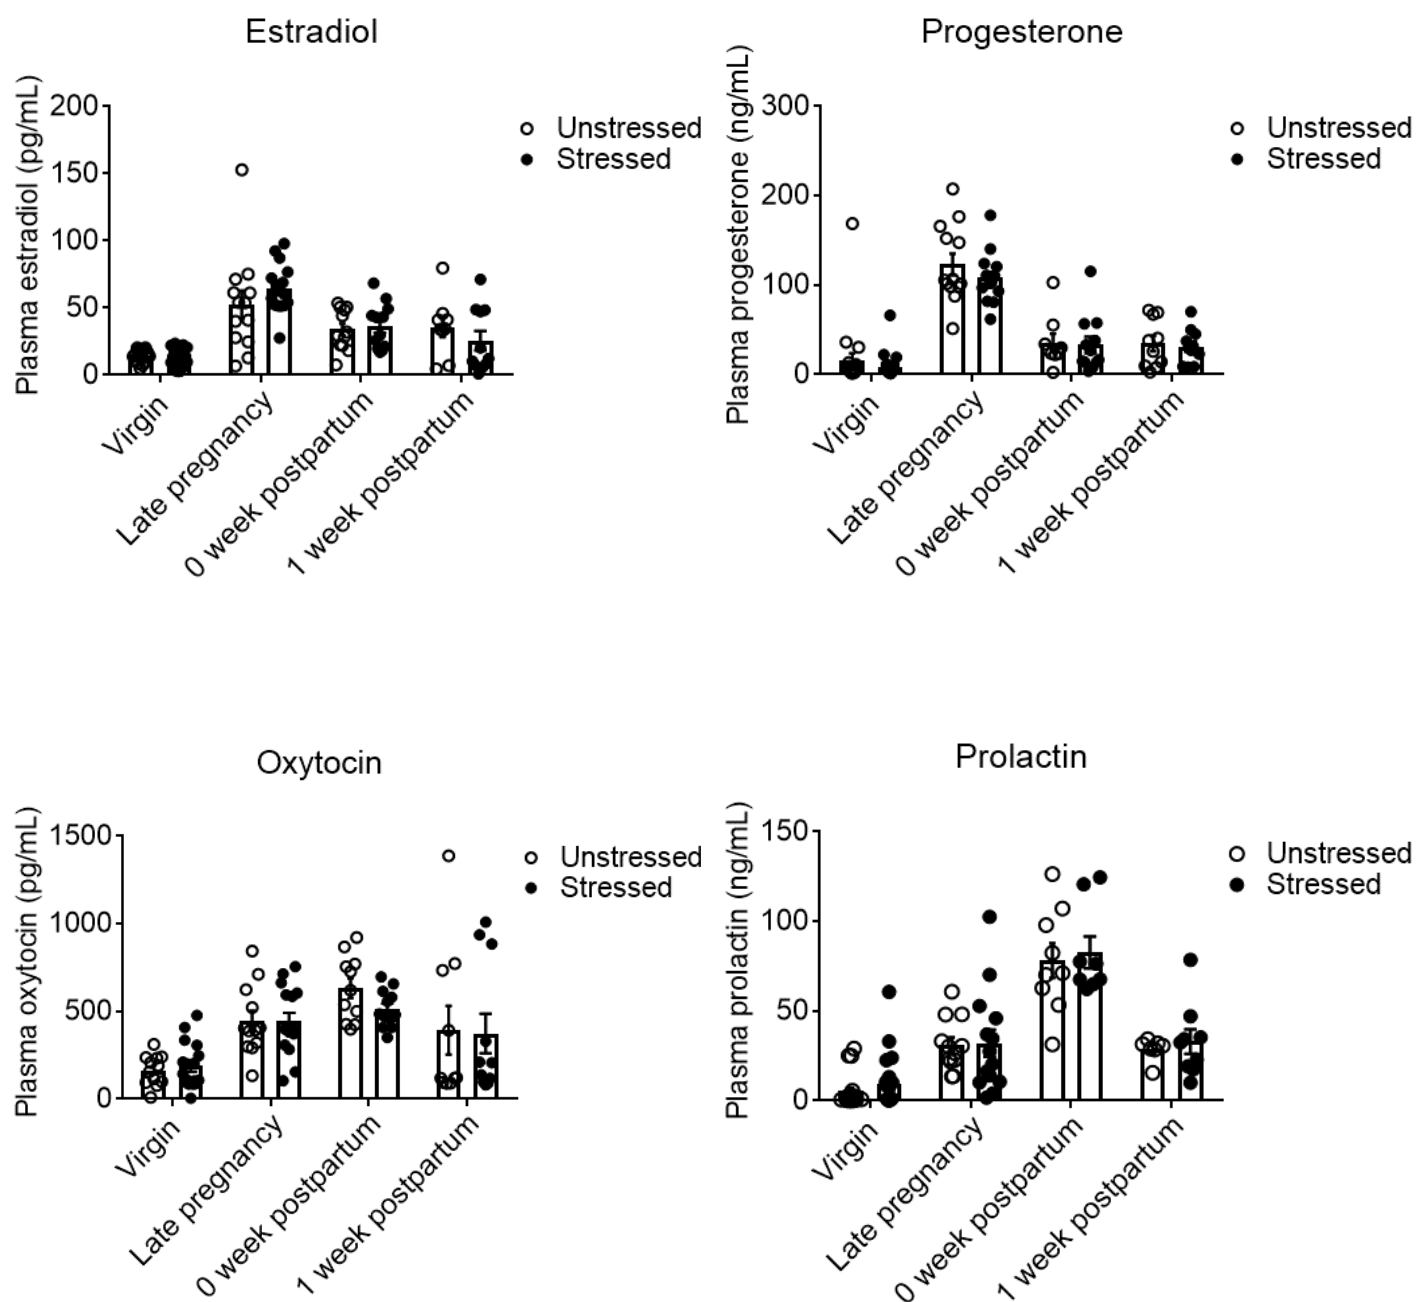 Estradiol
Plasma estradiol (pg/mL)
200
150
100
50
0
Unstressed
Stressed
Virgin
Late pregnancy
0 week postpartum
1 week postpartum
Progesterone
Plasma progesterone (ng/mL)
300
200
100
0
Unstressed
Stressed
Virgin
Late pregnancy
0 week postpartum
1 week postpartum
Oxytocin
Plasma oxytocin (pg/mL)
1500
1000
500
0
Unstressed
Stressed
Virgin
Late pregnancy
0 week postpartum
1 week postpartum
Prolactin
Plasma prolactin (ng/mL)
150
100
50
0
Unstressed
Stressed
Virgin
Late pregnancy
0 week postpartum
1 week postpartum